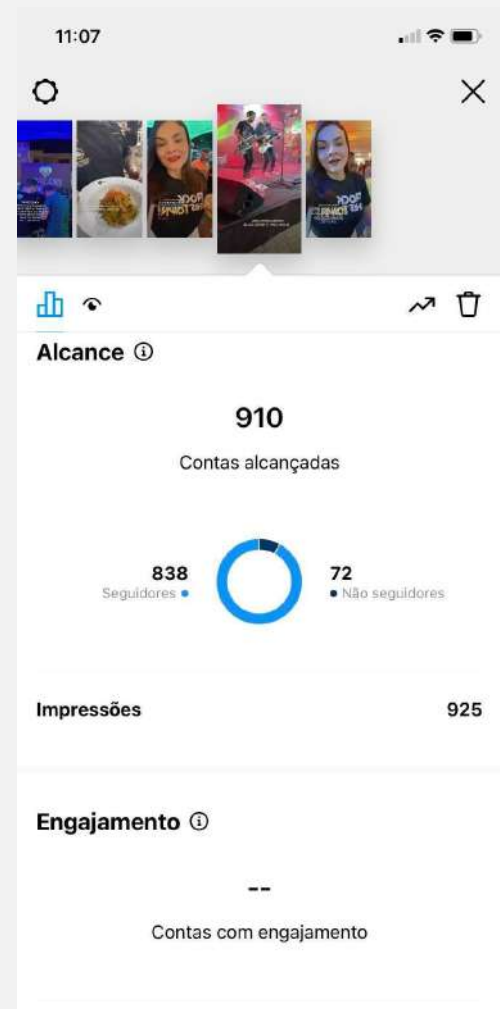 11:07
Alcance
910
Contas alcançadas
838
Seguidores
72
Não seguidores
Impressões 925
Engajamento
--
Contas com engajamento